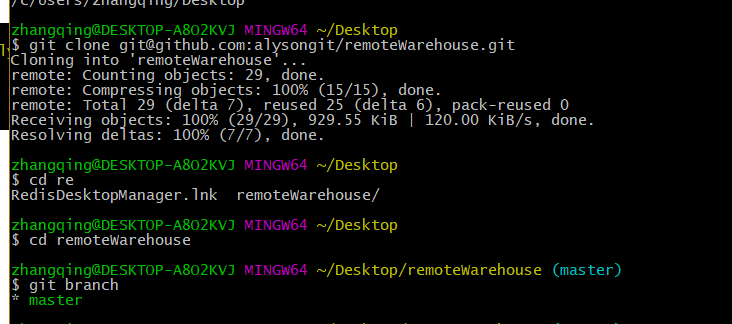 /c/Users/zhangqing/Desktop
zhangqing@DESKTOP-A8O2KVJ MINGW64 ~/Desktop
$ git clone git@github.com:alysongit/remoteWarehouse.git
Cloning into 'remoteWarehouse'...
remote: Counting objects: 29, done.
remote: Compressing objects: 100% (15/15), done.
remote: Total 29 (delta 7), reused 25 (delta 6), pack-reused 0
Receiving objects: 100% (29/29), 929.55 KiB | 120.00 KiB/s, done.
Resolving deltas: 100% (7/7), done.
zhangqing@DESKTOP-A8O2KVJ MINGW64 ~/Desktop
$ cd re
RedisDesktopManager.lnk  remoteWarehouse/
zhangqing@DESKTOP-A8O2KVJ MINGW64 ~/Desktop
$ cd remoteWarehouse
zhangqing@DESKTOP-A8O2KVJ MINGW64 ~/Desktop/remoteWarehouse (master)
$ git branch
* master